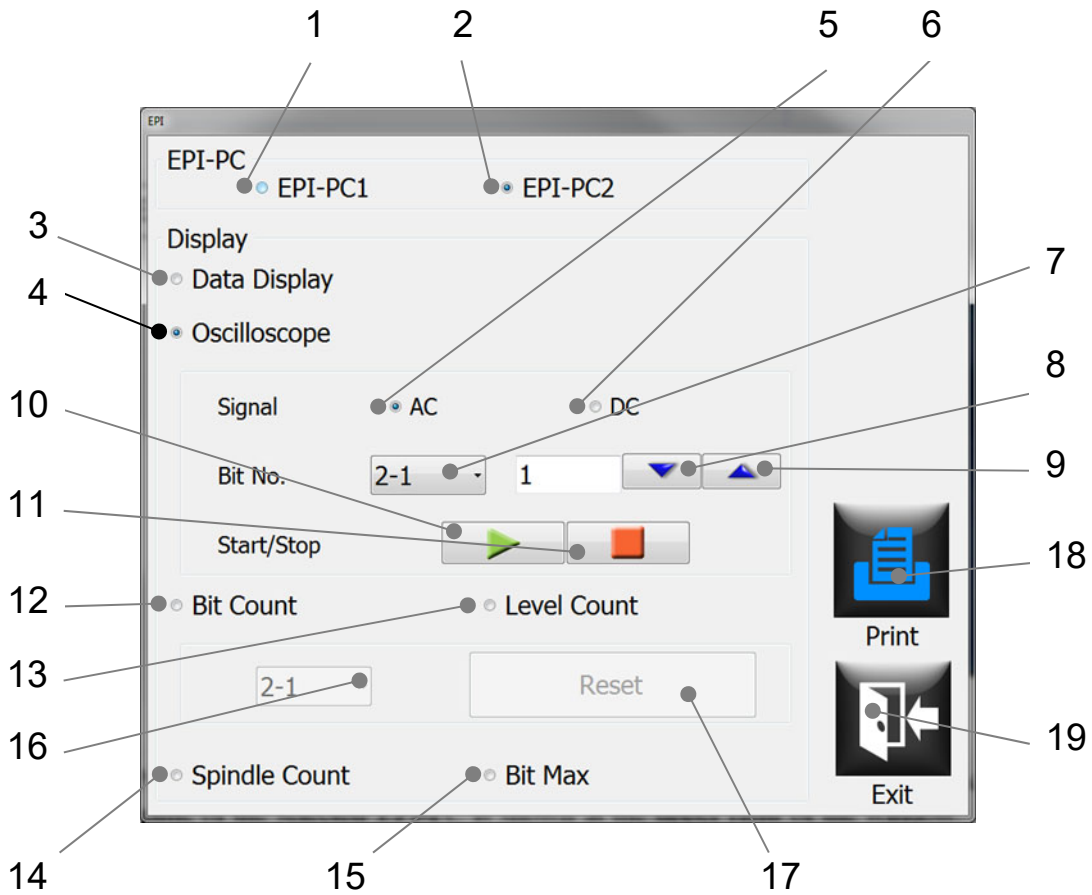 1 2 5 6
EPI
EPI-PC
EPI-PC1 EPI-PC2
3 Display
Data Display 7
4 Oscilloscope
8
10 Signal AC DC
Bit No. 2-1 1 9
11 Start/Stop
18
12 Bit Count Level Count
Print
13 2-1 Reset
16 19
Spindle Count Bit Max
Exit
14 15 17